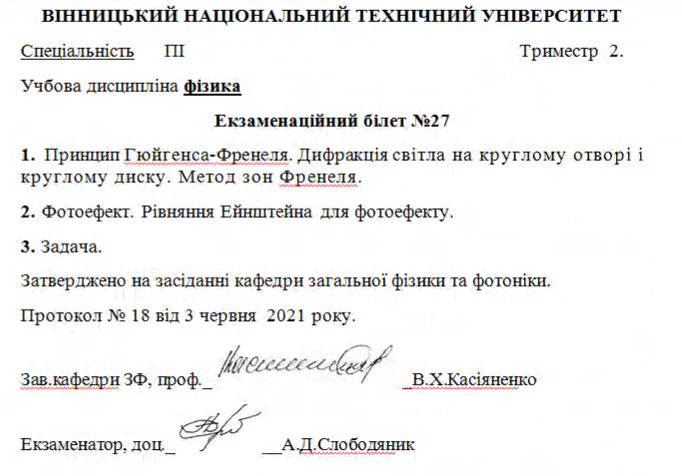 ВІННИЦЬКИЙ НАЦІОНАЛЬНИЙ ТЕХНІЧНИЙ УНІВЕРСИТЕТ
Спеціальність ПІ Триместр 2.
Учбова дисципліна фізика
Екзаменаційний білет №27
1. Принцип Гюйгенса-Френеля. Дифракція світла на круглому отворі і
круглому диску. Метод зон Френеля.
2. Фотоефект. Рівняння Ейнштейна для фотоефекту.
3. Задача.
Затверджено на засіданні кафедри загальної фізики та фотоніки.
Протокол № 18 від 3 червня 2021 року.
Зав.кафедри ЗФ, проф._ _В.Х.Касіяненко
Екзаменатор, доц._ __А.Д.Слободяник